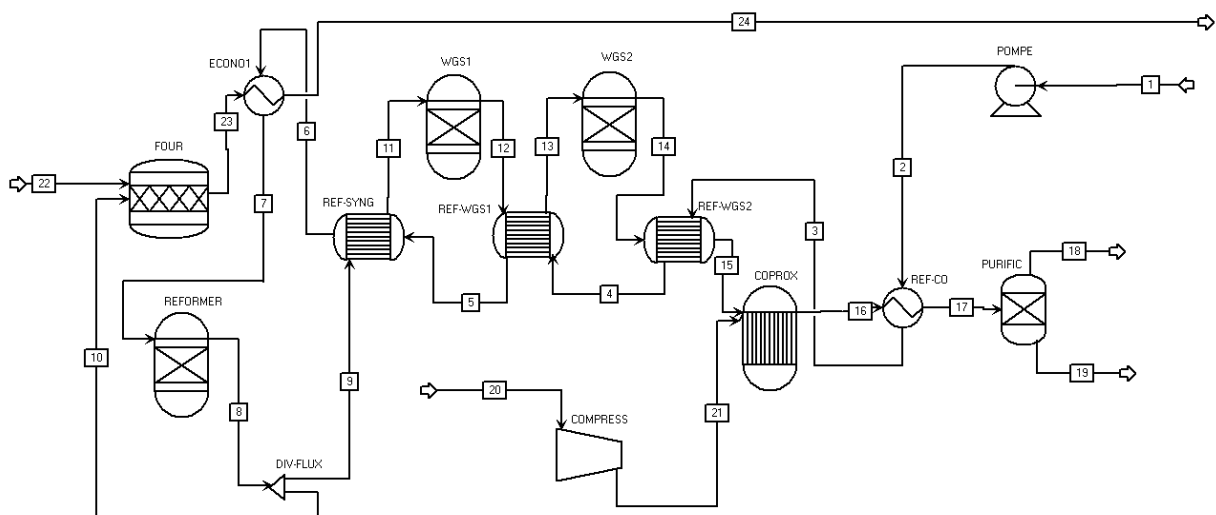 24
ECONO1
WGS1
WGS2
POMPE
1
23
6
11
12
13
14
2
FOUR
22
7
REF-SYNG
REF-WGS1
REF-WGS2
3
15
COPROX
REF-CO
PURIFIC
18
5
4
16
17
REFORMER
10
9
8
20
COMPRESS
21
19
DIV-FLUX